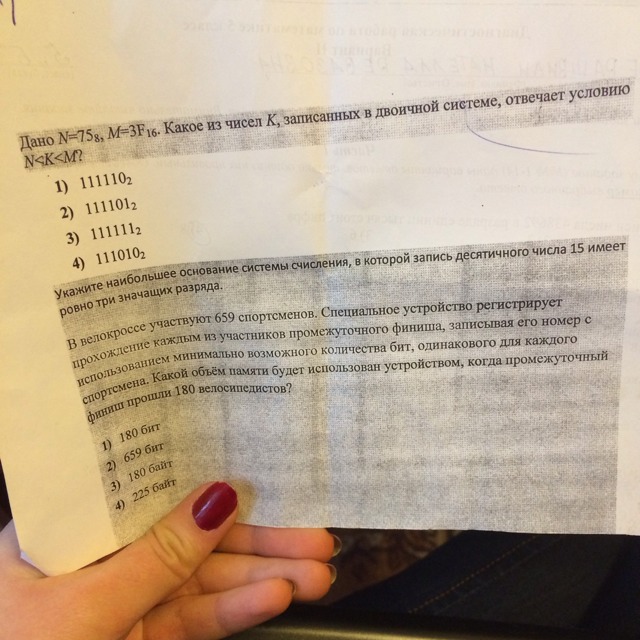 Дано N=75₈, M=3F₁₆. Какое из чисел K, записанных в двоичной системе, отвечает условию
N<K<M?
1) 111110₂
2) 111101₂
3) 111111₂
4) 111010₂
Укажите наибольшее основание системы счисления, в которой запись десятичного числа 15 имеет
ровно три значащих разряда.
В велокроссе участвуют 659 спортсменов. Специальное устройство регистрирует
прохождение каждым из участников промежуточного финиша, записывая его номер с
использованием минимально возможного количества бит, одинакового для каждого
спортсмена. Какой объём памяти будет использован устройством, когда промежуточный
финиш прошли 180 велосипедистов?
1) 180 бит
2) 659 бит
3) 180 байт
4) 225 байт